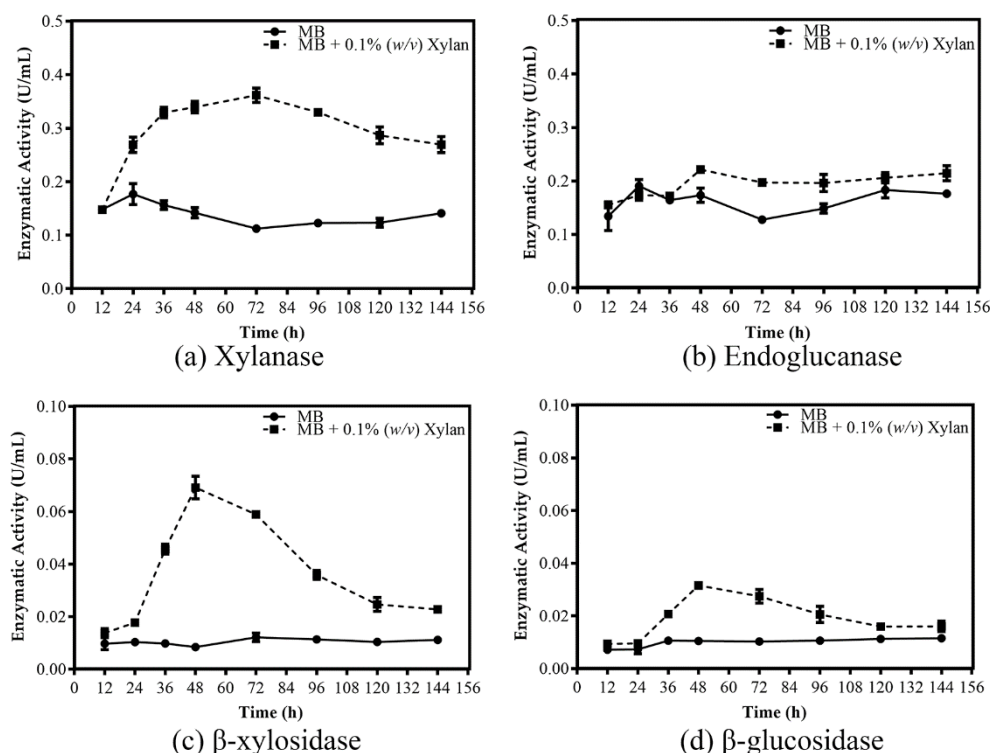 MB
MB + 0.1% (w/v) Xylan
Enzymatic Activity (U/mL)
0.5
0.4
0.3
0.2
0.1
0.0
0 12 24 36 48 60 72 84 96 108 120 132 144 156
Time (h)
(a) Xylanase
MB
MB + 0.1% (w/v) Xylan
Enzymatic Activity (U/mL)
0.5
0.4
0.3
0.2
0.1
0.0
0 12 24 36 48 60 72 84 96 108 120 132 144 156
Time (h)
(b) Endoglucanase
MB
MB + 0.1% (w/v) Xylan
Enzymatic Activity (U/mL)
0.10
0.08
0.06
0.04
0.02
0.00
0 12 24 36 48 60 72 84 96 108 120 132 144 156
Time (h)
(c) β-xylosidase
MB
MB + 0.1% (w/v) Xylan
Enzymatic Activity (U/mL)
0.10
0.08
0.06
0.04
0.02
0.00
0 12 24 36 48 60 72 84 96 108 120 132 144 156
Time (h)
(d) β-glucosidase